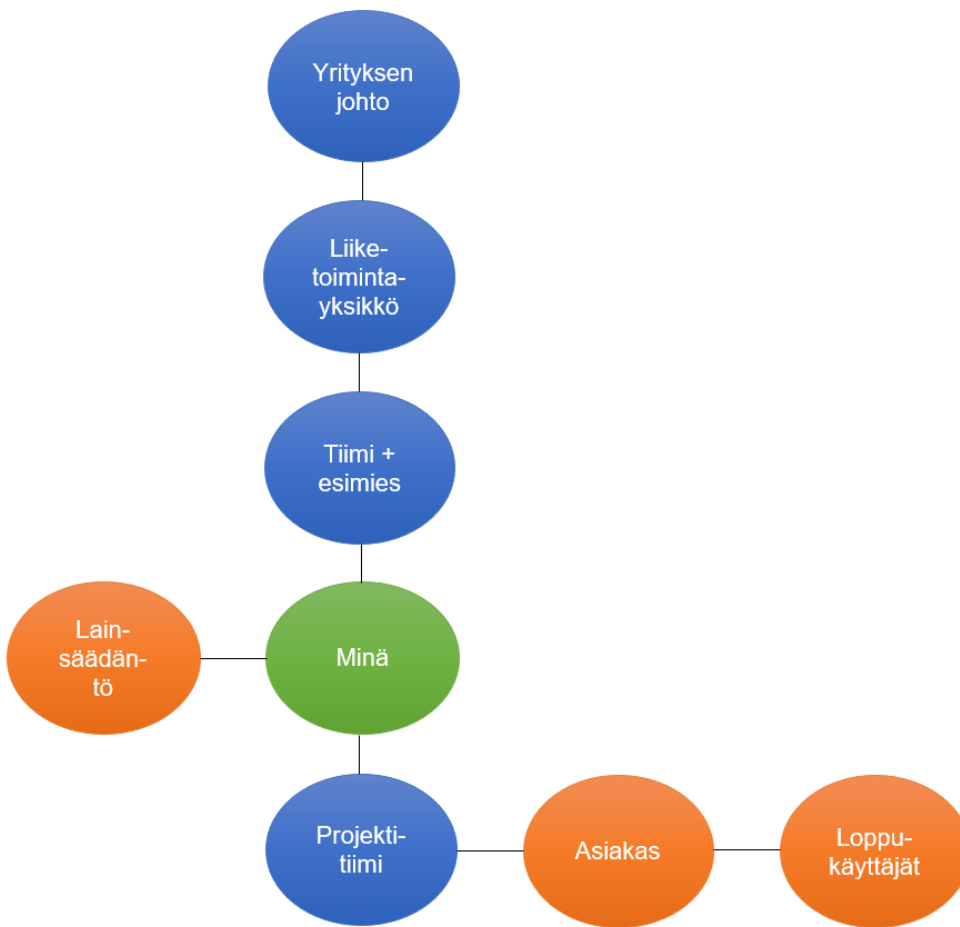 Yrityksen
johto
Liike-
toiminta-
yksikkö
Tiimi +
esimies
Lain-
säädän-
tö
Minä
Projekti-
tiimi
Asiakas
Loppu-
käyttäjät